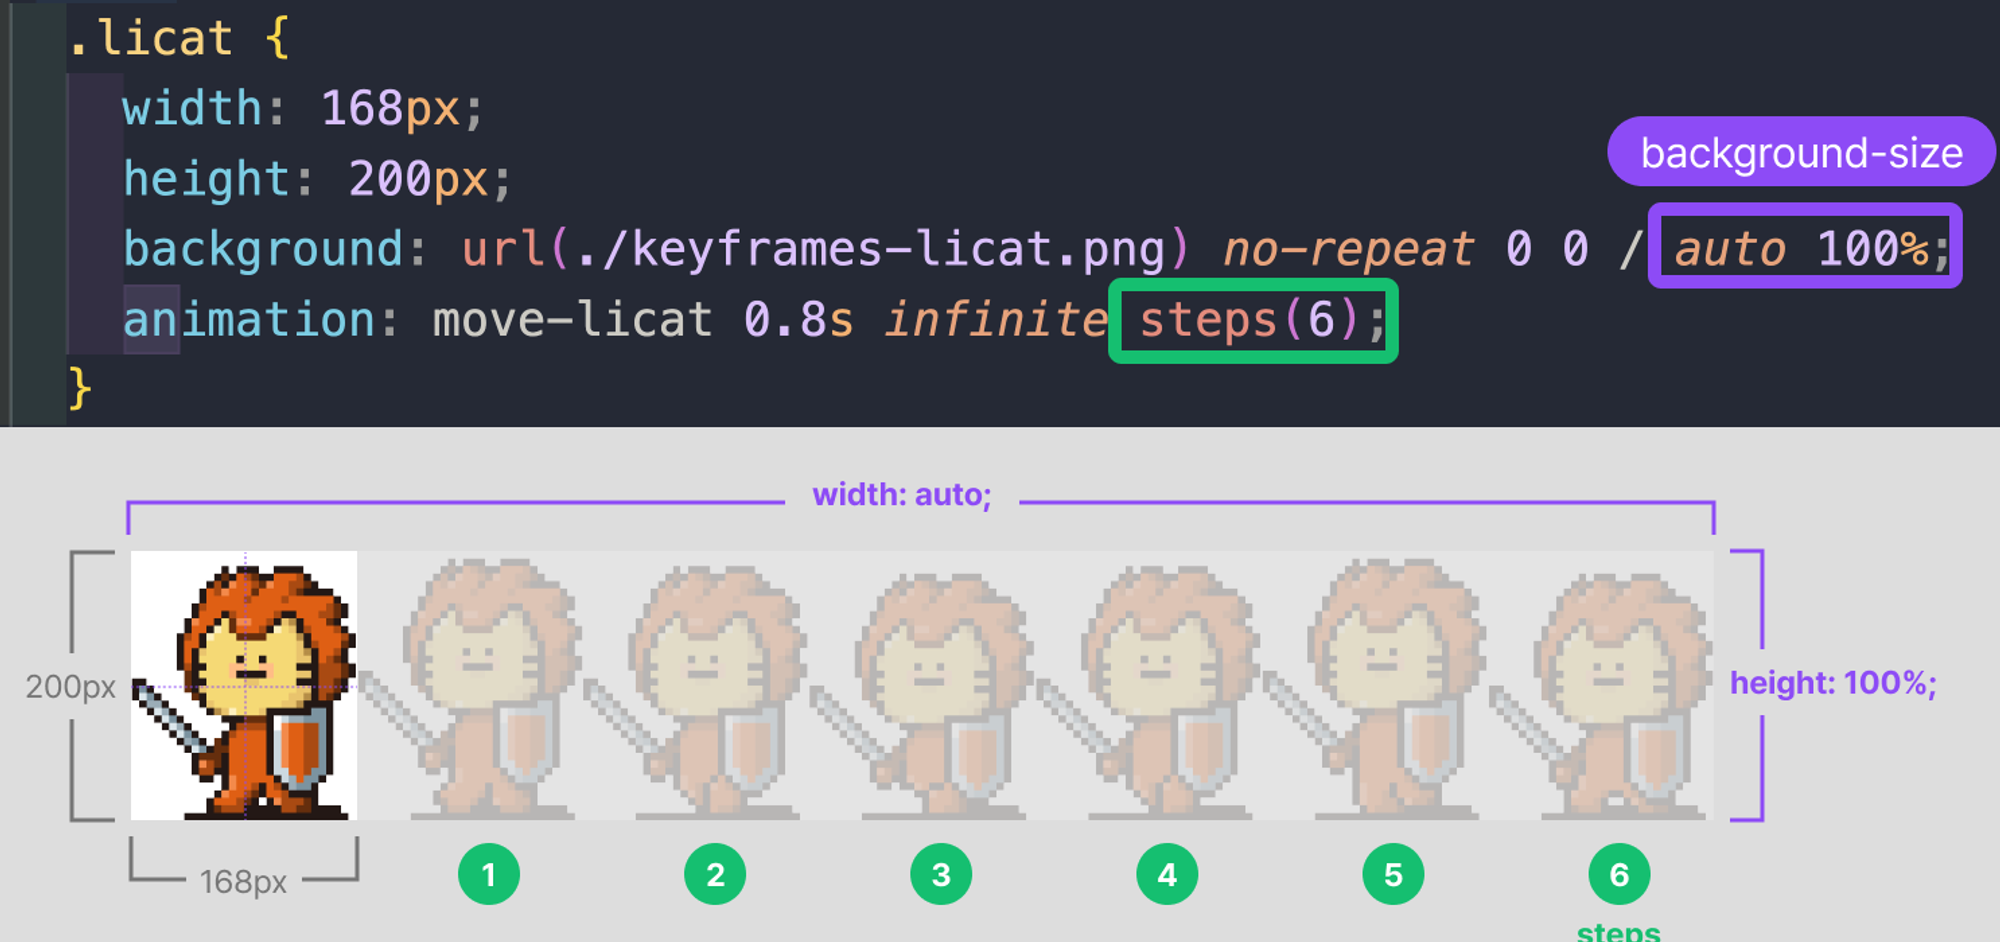 .licat {
width: 168px;
height: 200px;
background-size
background: url(./keyframes-licat.png) no-repeat 0 0 / auto 100%;
animation: move-licat 0.8s infinite steps(6);
}
width: auto;
200px
height: 100%;
168px
1 2 3 4 5 6
steps